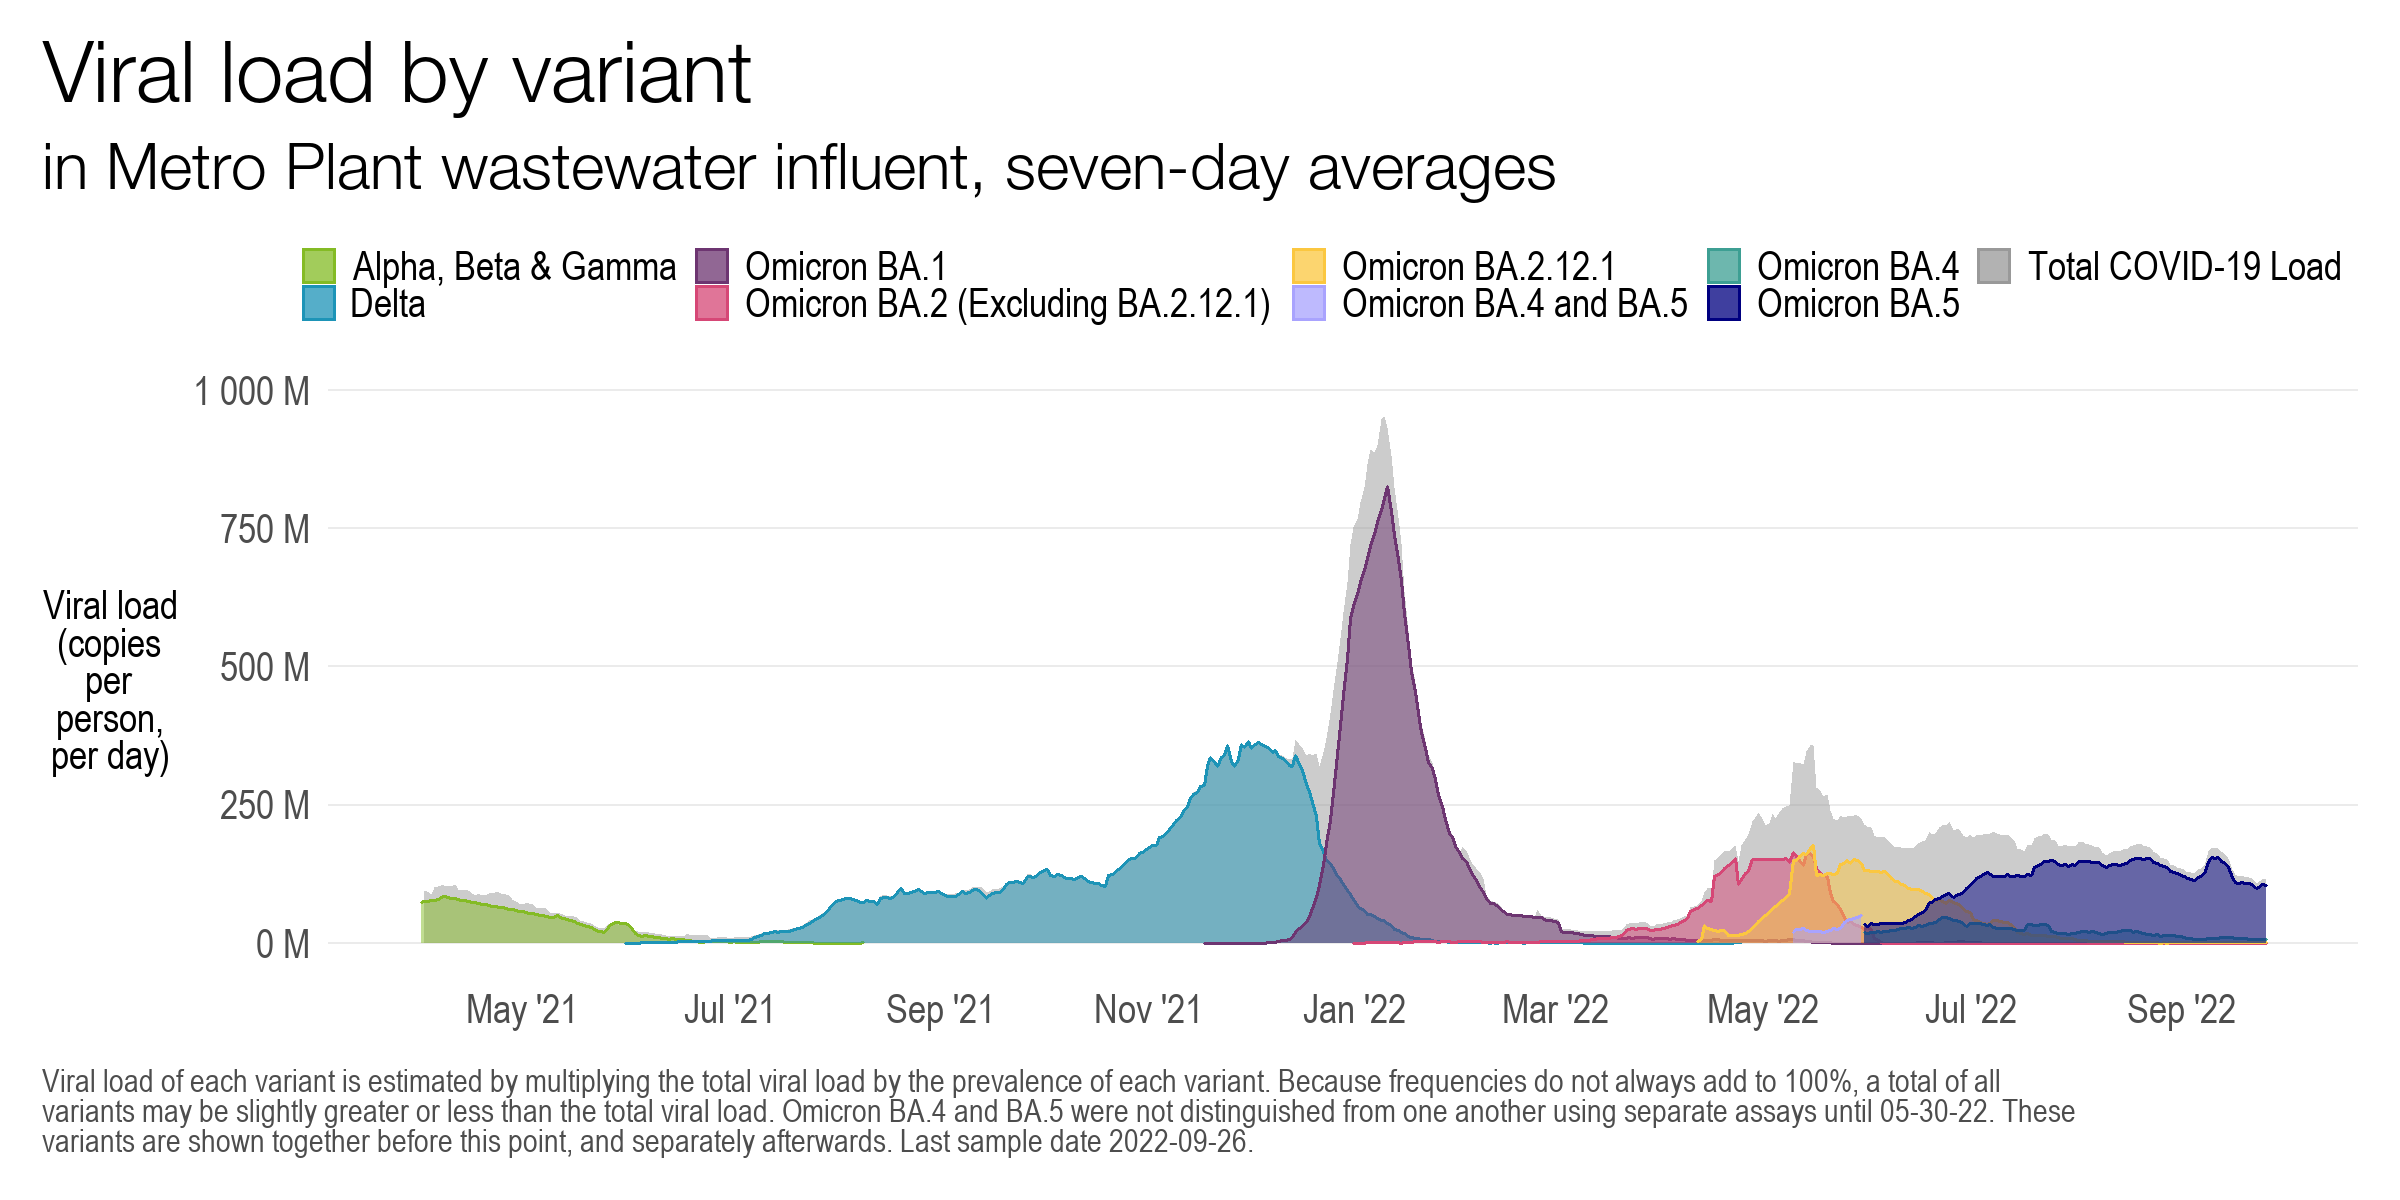 Viral load by variant
in Metro Plant wastewater influent, seven-day averages
Alpha, Beta & Gamma
Delta
Omicron BA.1
Omicron BA.2 (Excluding BA.2.12.1)
Omicron BA.2.12.1
Omicron BA.4 and BA.5
Omicron BA.4
Omicron BA.5
Total COVID-19 Load
1 000 M
750 M
500 M
250 M
0 M
Viral load
(copies
per
person,
per day)
May '21
Jul '21
Sep '21
Nov '21
Jan '22
Mar '22
May '22
Jul '22
Sep '22
Viral load of each variant is estimated by multiplying the total viral load by the prevalence of each variant. Because frequencies do not always add to 100%, a total of all
variants may be slightly greater or less than the total viral load. Omicron BA.4 and BA.5 were not distinguished from one another using separate assays until 05-30-22. These
variants are shown together before this point, and separately afterwards. Last sample date 2022-09-26.